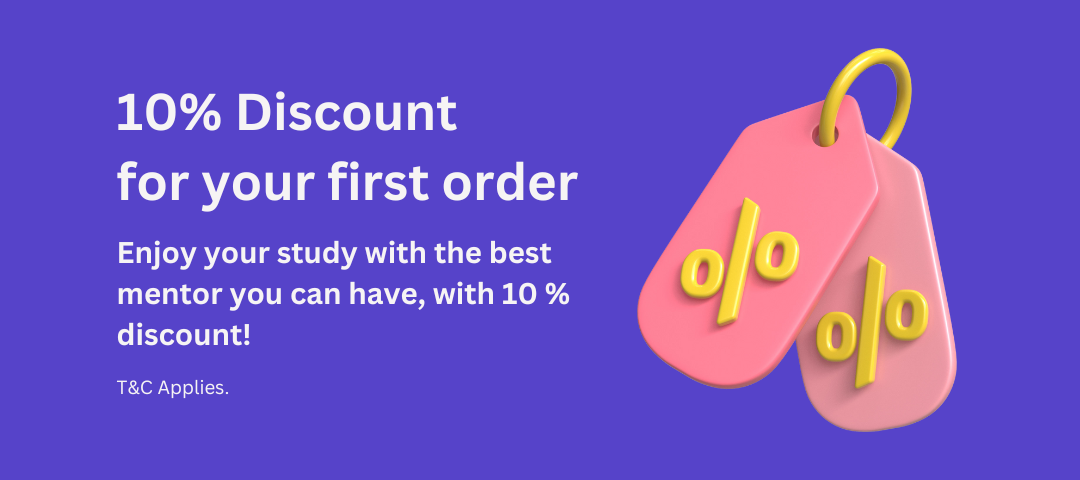 10% Discount
for your first order
Enjoy your study with the best
mentor you can have, with 10 %
discount!
T&C Applies.
%
%